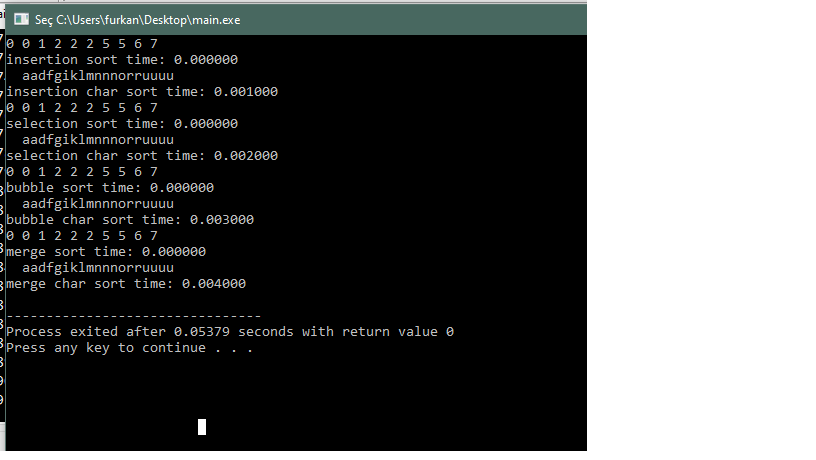 Seç C:\Users\furkan\Desktop\main.exe
0 0 1 2 2 2 5 5 6 7
insertion sort time: 0.000000
  aadfgiklmnnnorruuuu
insertion char sort time: 0.001000
0 0 1 2 2 2 5 5 6 7
selection sort time: 0.000000
  aadfgiklmnnnorruuuu
selection char sort time: 0.002000
0 0 1 2 2 2 5 5 6 7
bubble sort time: 0.000000
  aadfgiklmnnnorruuuu
bubble char sort time: 0.003000
0 0 1 2 2 2 5 5 6 7
merge sort time: 0.000000
  aadfgiklmnnnorruuuu
merge char sort time: 0.004000
--------------------------------
Process exited after 0.05379 seconds with return value 0
Press any key to continue . . .